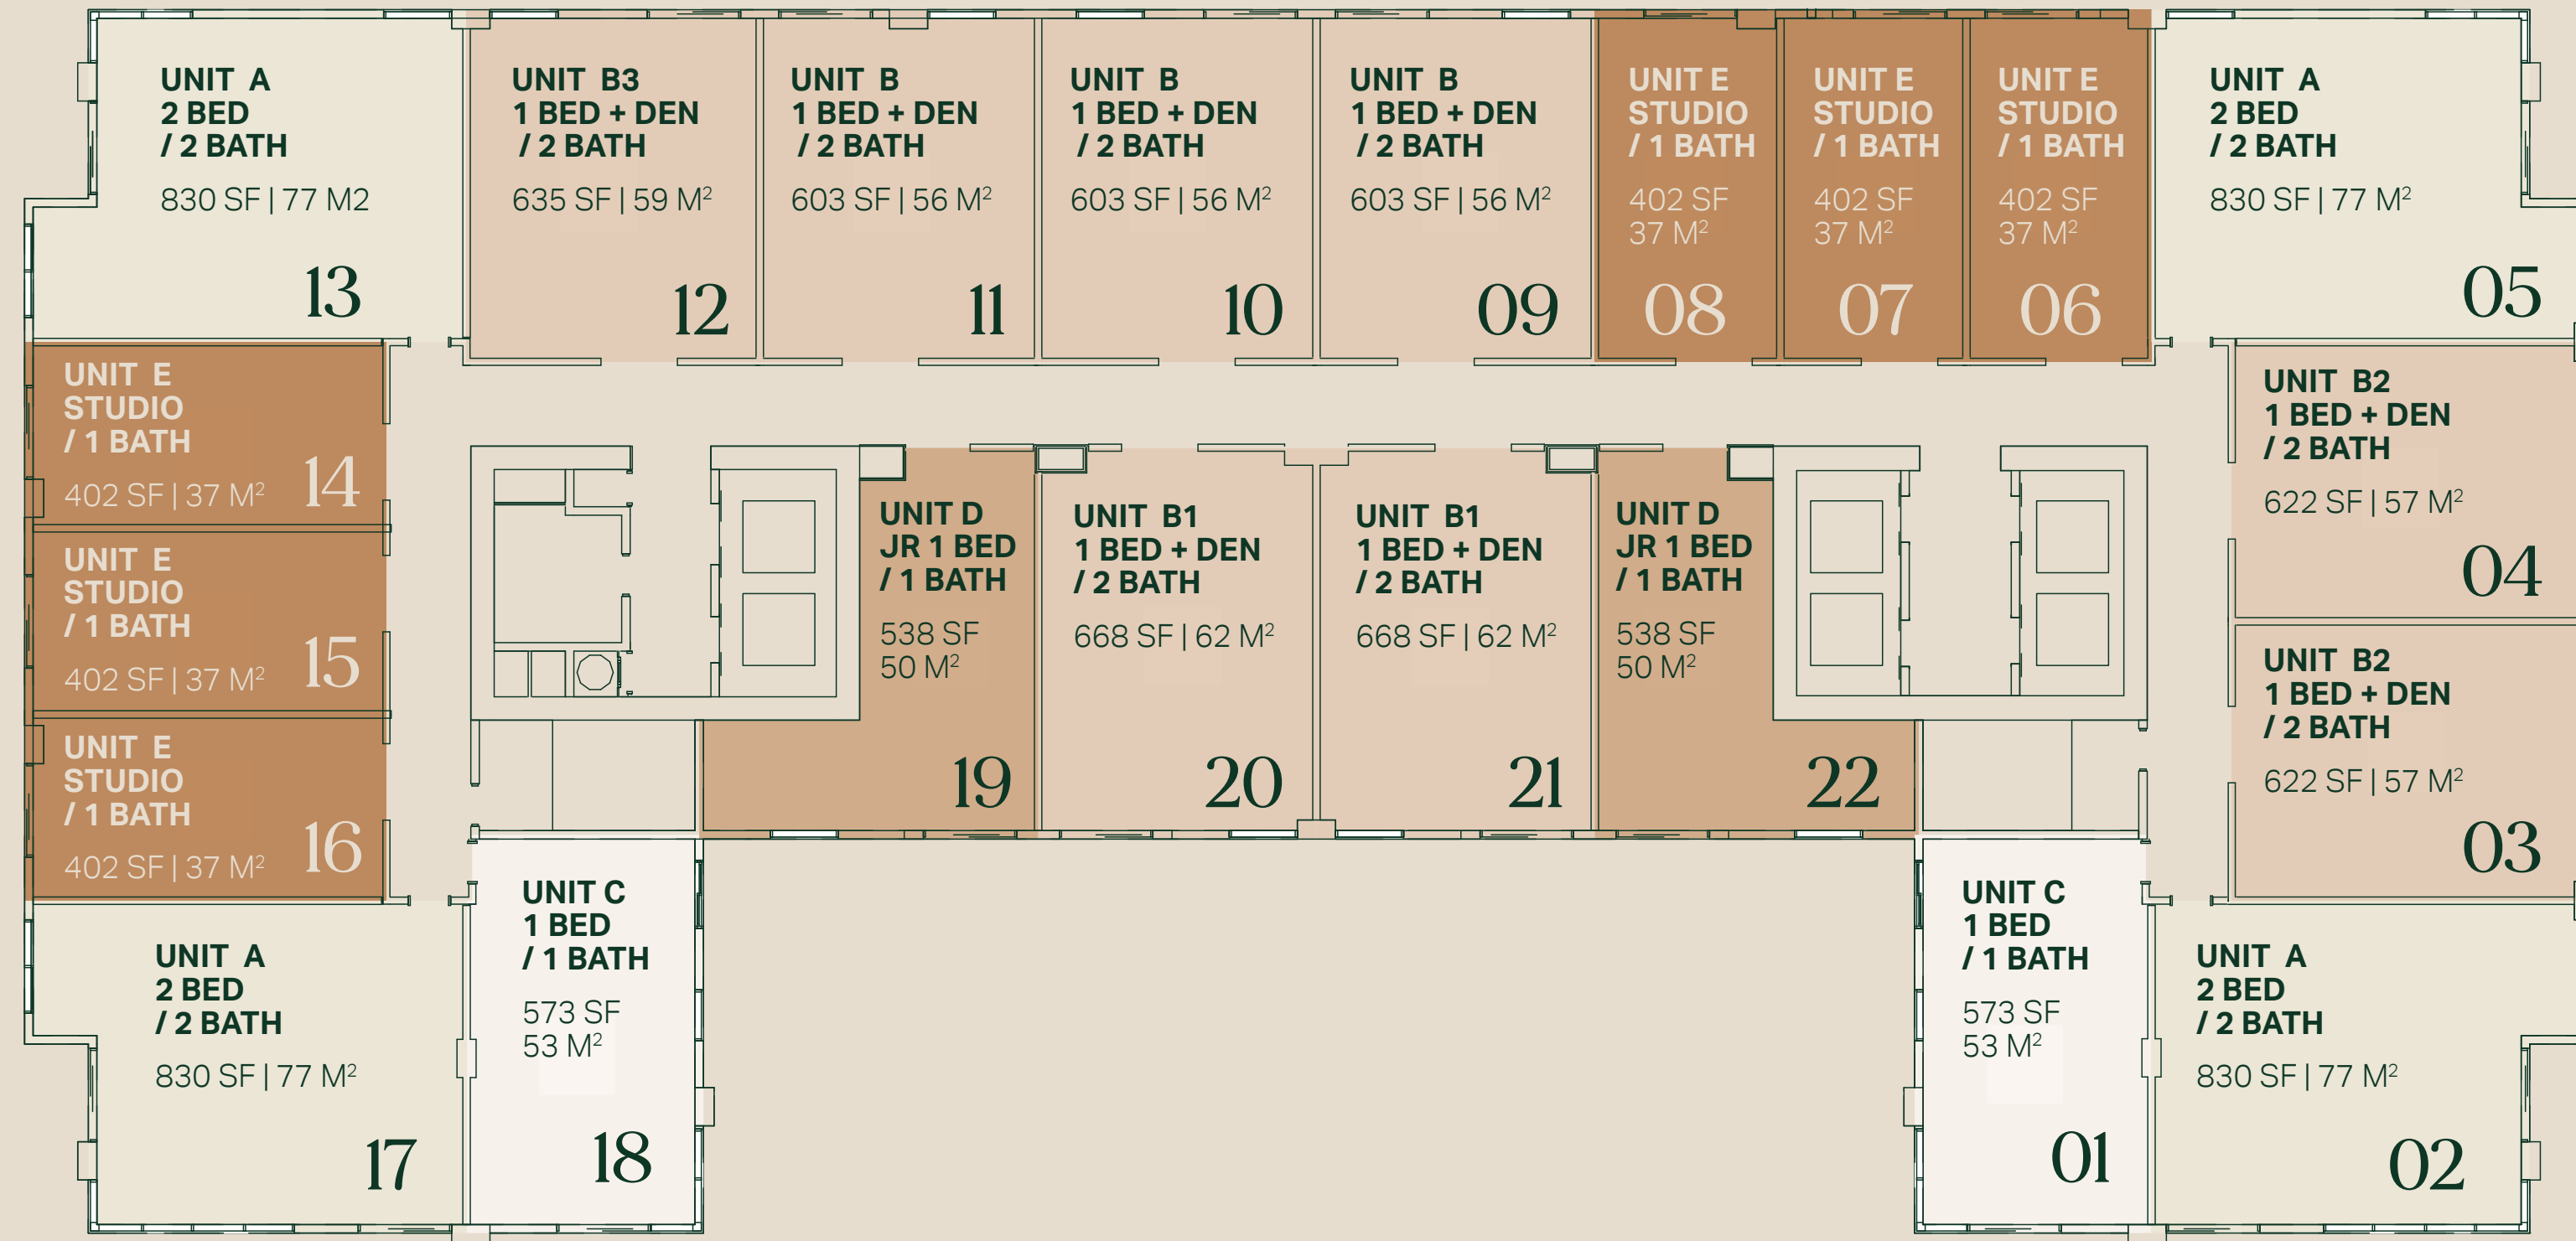 UNIT A
2 BED
/ 2 BATH
830 SF | 77 M2
13
UNIT B3
1 BED + DEN
/ 2 BATH
635 SF | 59 M²
12
UNIT B
1 BED + DEN
/ 2 BATH
603 SF | 56 M²
11
UNIT B
1 BED + DEN
/ 2 BATH
603 SF | 56 M²
10
UNIT B
1 BED + DEN
/ 2 BATH
603 SF | 56 M²
09
UNIT E
STUDIO
/ 1 BATH
402 SF
37 M²
08
UNIT E
STUDIO
/ 1 BATH
402 SF
37 M²
07
UNIT E
STUDIO
/ 1 BATH
402 SF
37 M²
06
UNIT A
2 BED
/ 2 BATH
830 SF | 77 M²
05
UNIT E
STUDIO
/ 1 BATH
402 SF | 37 M²
14
UNIT E
STUDIO
/ 1 BATH
402 SF | 37 M²
15
UNIT E
STUDIO
/ 1 BATH
402 SF | 37 M²
16
UNIT D
JR 1 BED
/ 1 BATH
538 SF
50 M²
19
UNIT B1
1 BED + DEN
/ 2 BATH
668 SF | 62 M²
20
UNIT B1
1 BED + DEN
/ 2 BATH
668 SF | 62 M²
21
UNIT D
JR 1 BED
/ 1 BATH
538 SF
50 M²
22
UNIT B2
1 BED + DEN
/ 2 BATH
622 SF | 57 M²
04
UNIT B2
1 BED + DEN
/ 2 BATH
622 SF | 57 M²
03
UNIT A
2 BED
/ 2 BATH
830 SF | 77 M²
17
UNIT C
1 BED
/ 1 BATH
573 SF
53 M²
18
UNIT C
1 BED
/ 1 BATH
573 SF
53 M²
01
UNIT A
2 BED
/ 2 BATH
830 SF | 77 M²
02